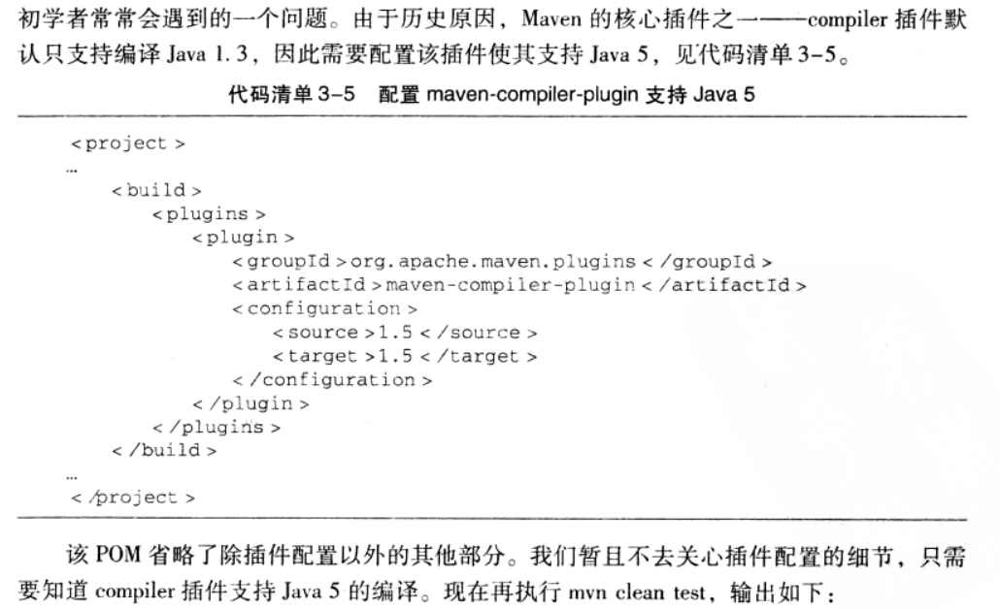 初学者常常会遇到的一个问题。由于历史原因，Maven 的核心插件之一——compiler 插件默
认只支持编译 Java 1.3，因此需要配置该插件使其支持 Java 5，见代码清单 3-5。
代码清单 3-5 配置 maven-compiler-plugin 支持 Java 5
<project>
…
<build>
<plugins>
<plugin>
<groupId>org.apache.maven.plugins</groupId>
<artifactId>maven-compiler-plugin</artifactId>
<configuration>
<source>1.5</source>
<target>1.5</target>
</configuration>
</plugin>
</plugins>
</build>
…
</project>
该 POM 省略了除插件配置以外的其他部分。我们暂且不去关心插件配置的细节，只需
要知道 compiler 插件支持 Java 5 的编译。现在再执行 mvn clean test，输出如下：